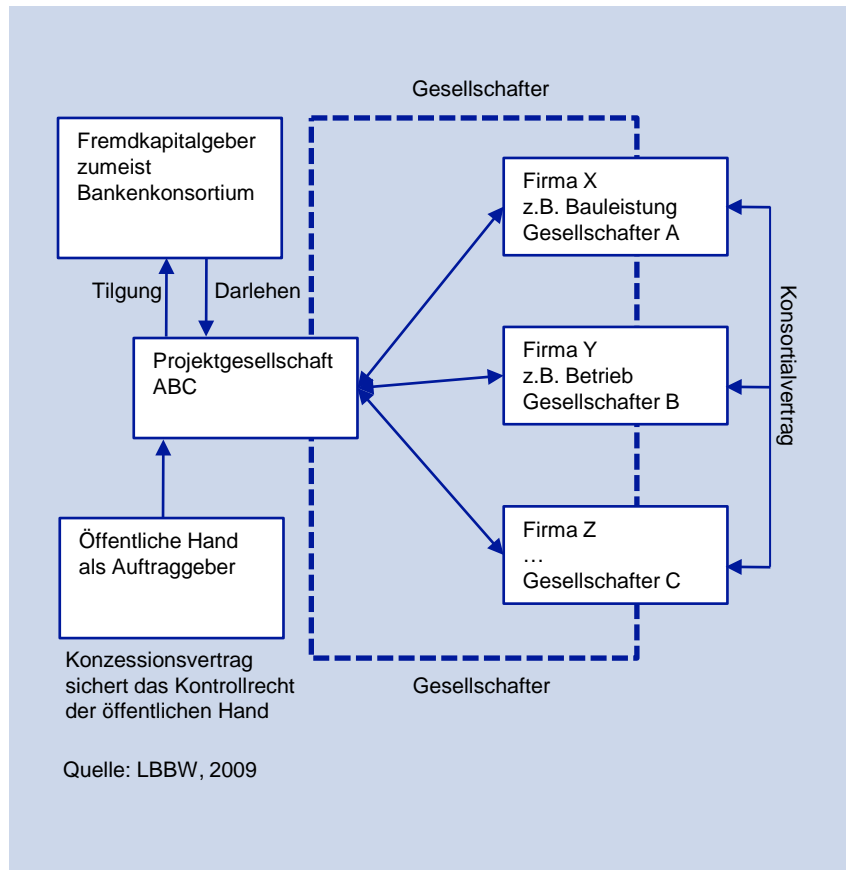 Gesellschafter
Fremdkapitalgeber
zumeist
Bankenkonsortium
Firma X
z.B. Bauleistung
Gesellschafter A
Tilgung
Darlehen
Konsortialvertrag
Projektgesellschaft
ABC
Firma Y
z.B. Betrieb
Gesellschafter B
Öffentliche Hand
als Auftraggeber
Firma Z
…
Gesellschafter C
Konzessionsvertrag
sichert das Kontrollrecht
der öffentlichen Hand
Gesellschafter
Quelle: LBBW, 2009